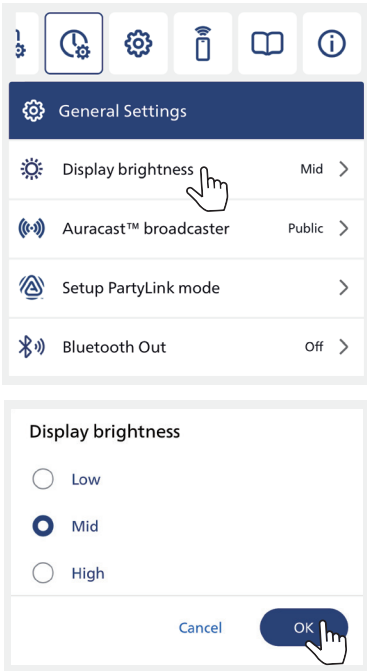 General Settings
Display brightness Mid
Auracast™ broadcaster Public
Setup PartyLink mode
Bluetooth Out Off
Display brightness
Low
Mid
High
Cancel OK